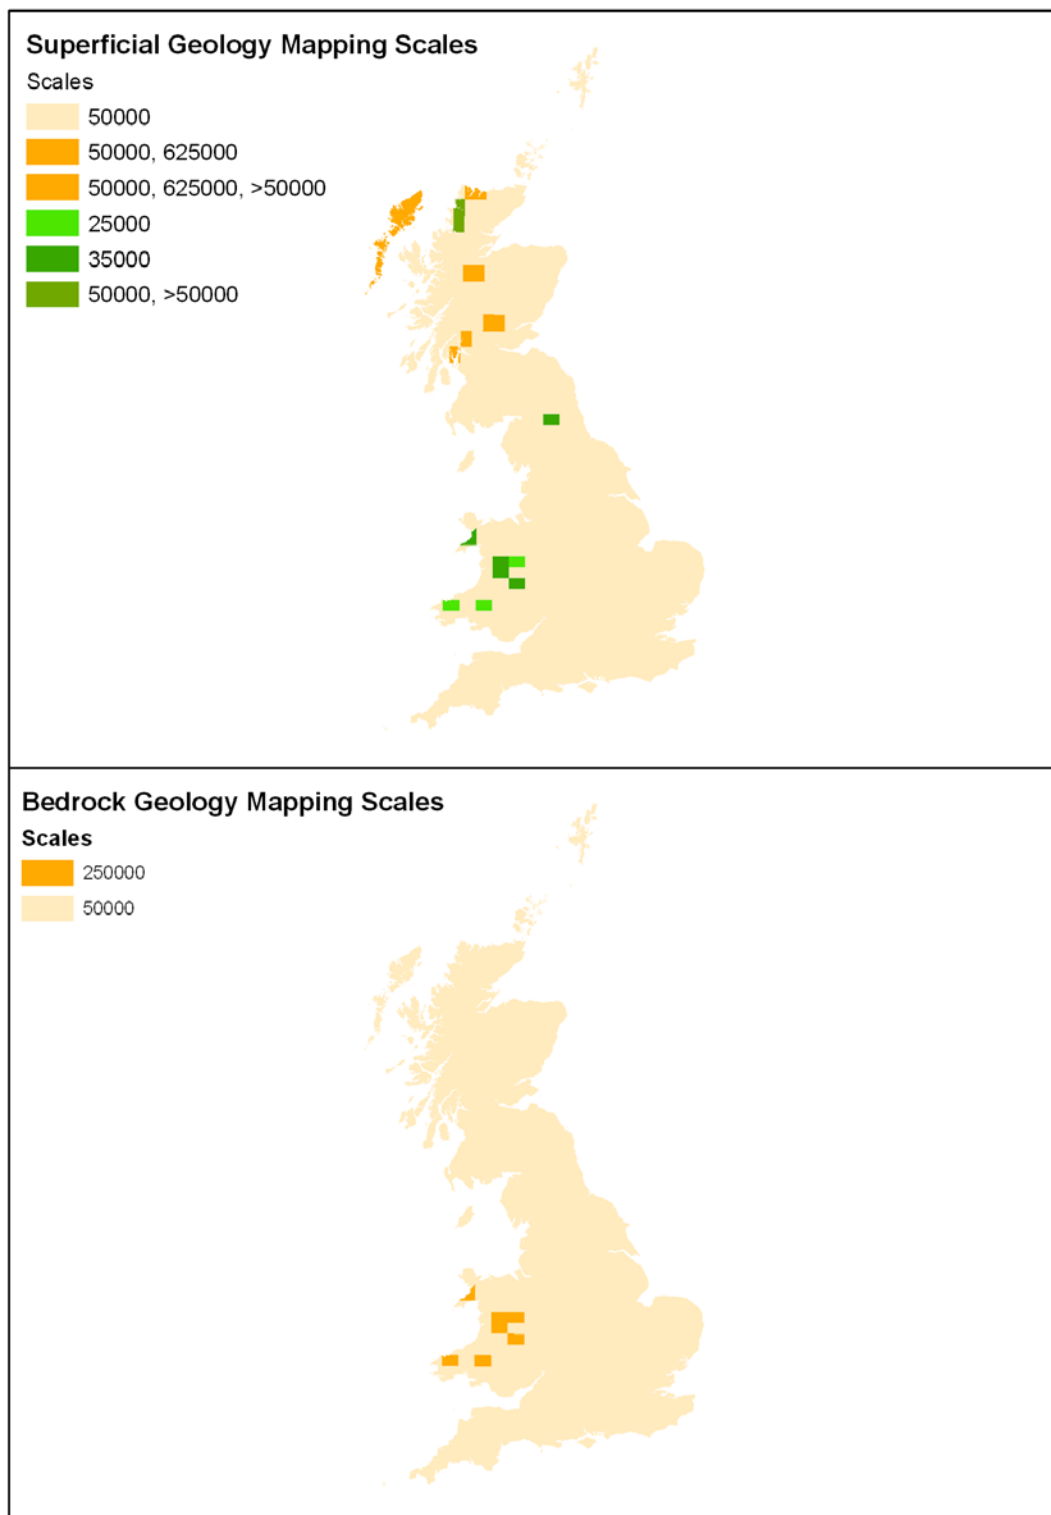 Superficial Geology Mapping Scales
Scales
50000
50000, 625000
50000, 625000, >50000
25000
35000
50000, >50000
Bedrock Geology Mapping Scales
Scales
250000
50000